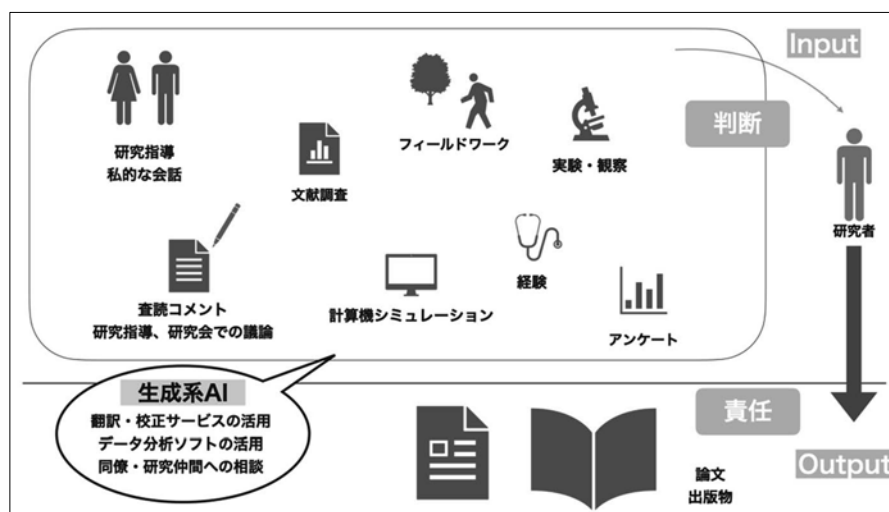 Input
判断
研究者
研究指導
私的な会話
文献調査
フィールドワーク
実験・観察
査読コメント
研究指導、研究会での議論
計算機シミュレーション
経験
アンケート
生成系AI
翻訳・校正サービスの活用
データ分析ソフトの活用
同僚・研究仲間への相談
責任
Output
論文
出版物